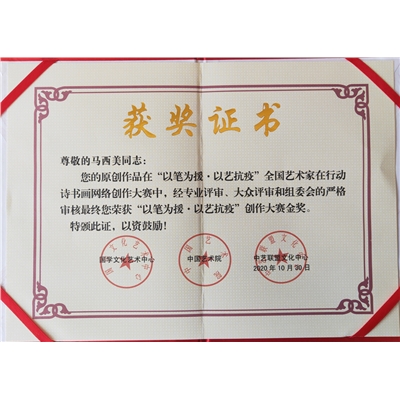 获奖证书
尊敬的马西美同志：
您的原创作品在“以笔为援·以艺抗疫”全国艺术家在行动
诗书画网络创作大赛中，经专业评审、大众评审和组委会的严格
审核最终您荣获“以笔为援·以艺抗疫”创作大赛金奖。
特颁此证，以资鼓励！
国学文化艺术中心 中国艺术院 中艺联盟文化中心
2020年10月30日